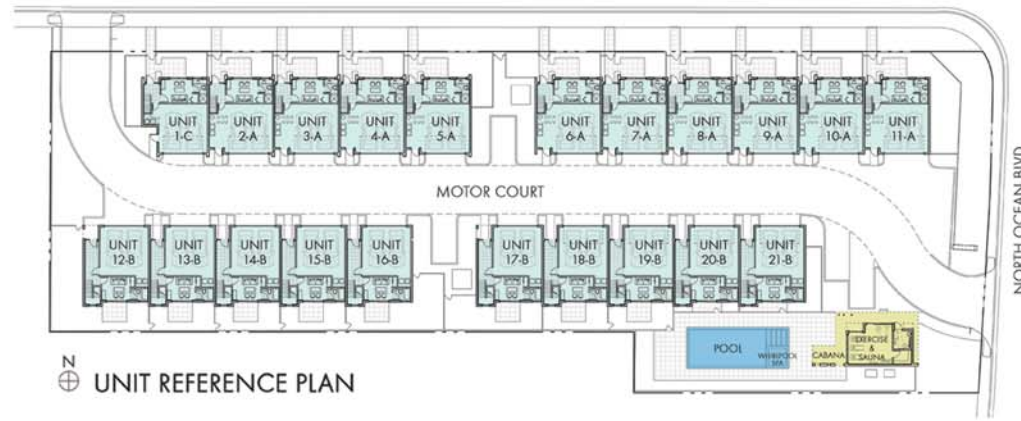 UNIT
1-C
UNIT
2-A
UNIT
3-A
UNIT
4-A
UNIT
5-A
UNIT
6-A
UNIT
7-A
UNIT
8-A
UNIT
9-A
UNIT
10-A
UNIT
11-A
MOTOR COURT
NORTH OCEAN BLVD
UNIT
12-B
UNIT
13-B
UNIT
14-B
UNIT
15-B
UNIT
16-B
UNIT
17-B
UNIT
18-B
UNIT
19-B
UNIT
20-B
UNIT
21-B
POOL
WHIRLPOOL
SPA
CABANA
EXERCISE
&
SAUNA
N
UNIT REFERENCE PLAN